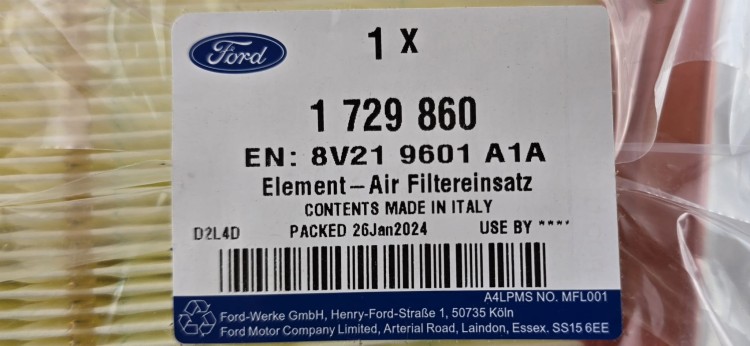 Ford
1 X
1 729 860
EN: 8V21 9601 A1A
Element-Air Filtereinsatz
CONTENTS MADE IN ITALY
D2L4D PACKED 26Jan2024 USE BY ****
A4LPMS NO. MFL001
Ford-Werke GmbH, Henry-Ford-Straße 1, 50735 Köln
Ford Motor Company Limited, Arterial Road, Laindon, Essex. SS15 6EE